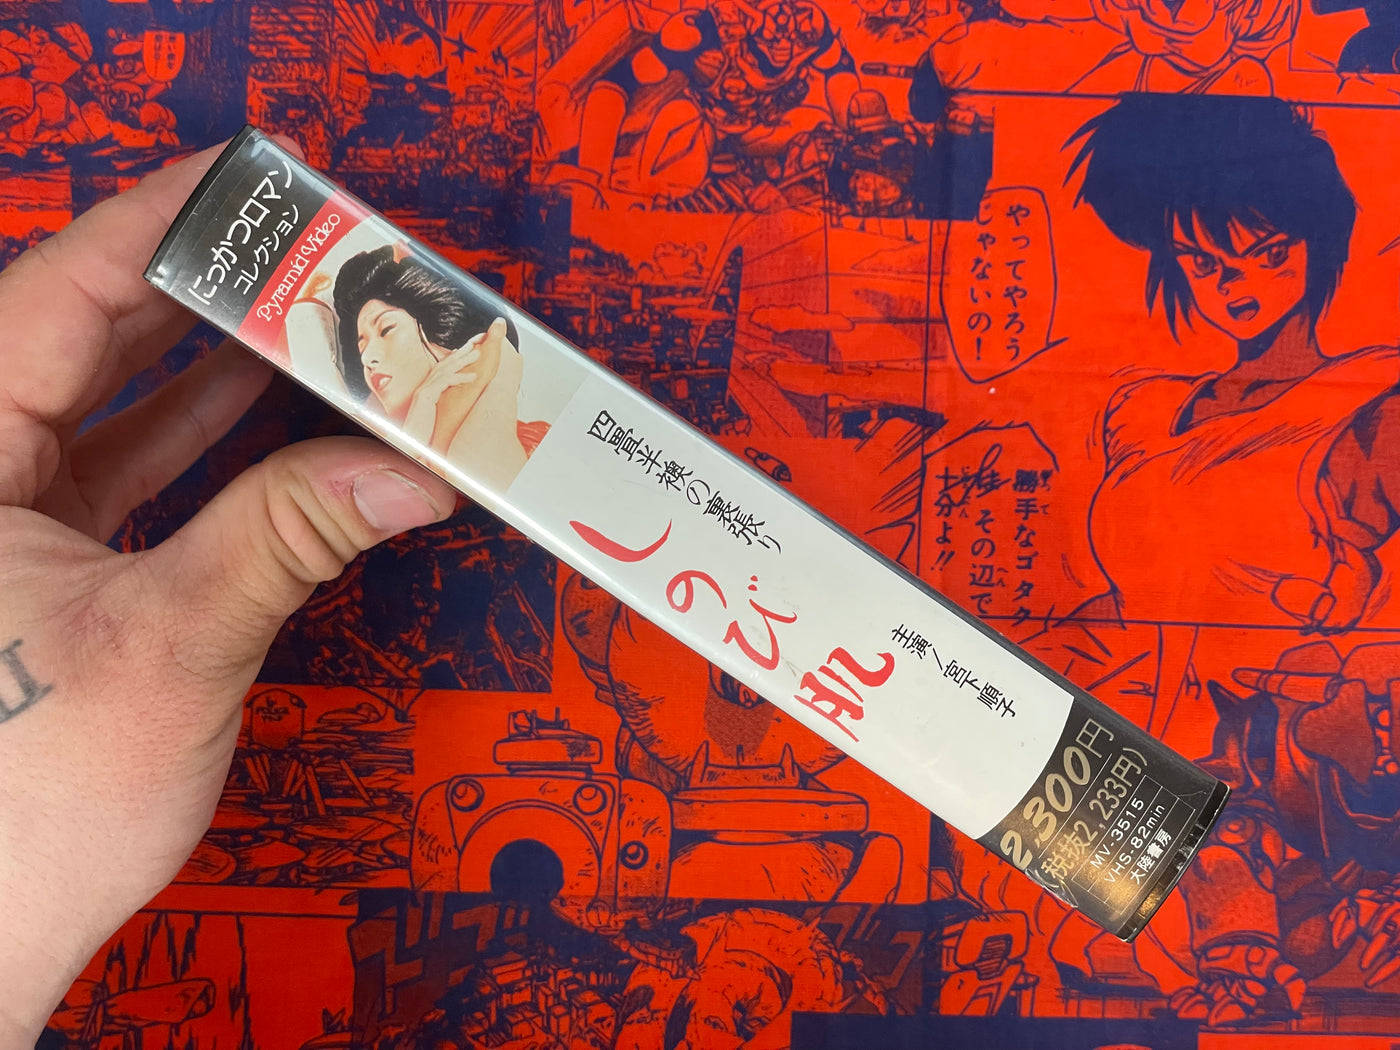 にっかつロマン
コレクション
Pyramid Video
四畳半襖の裏張り
しのび肌
主演／宮下順子
2,300円
(税抜2,233円)
MV-3515
VHS・82min
大陸書房
やってやろう
じゃないの！
勝手なゴタク
その辺で
十分よ!!